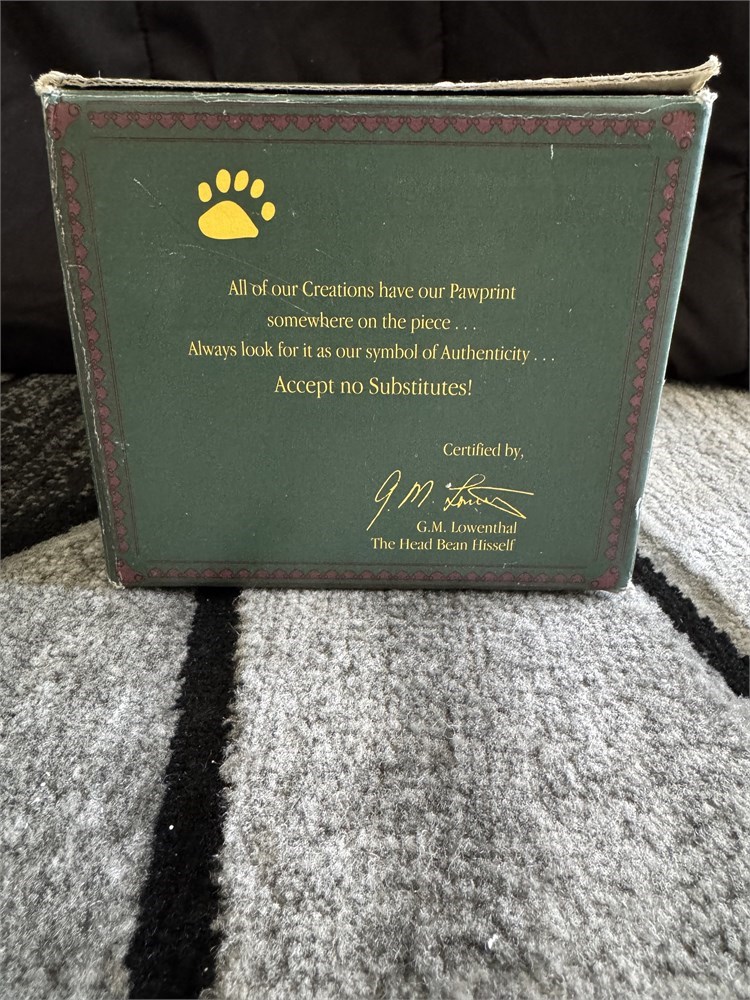 All of our Creations have our Pawprint
somewhere on the piece . . .
Always look for it as our symbol of Authenticity . . .
Accept no Substitutes!
Certified by,
G.M. Lowenthal
The Head Bean Hisself